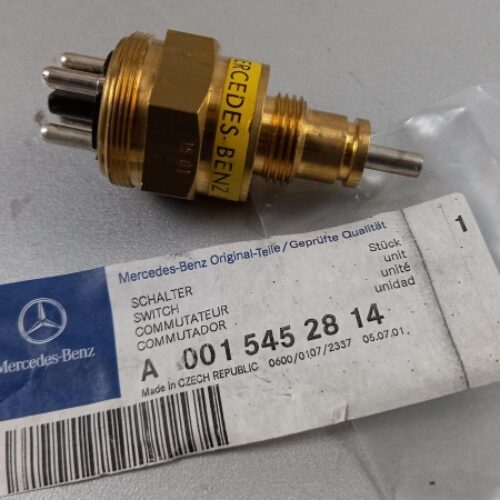 MERCEDES-BENZ
Mercedes-Benz Original-Teile/Geprüfte Qualität
1
SCHALTER
SWITCH
COMMUTATEUR
COMMUTADOR
Stück
unit
unité
unidad
Mercedes-Benz
A 001 545 28 14
Made in CZECH REPUBLIC 0600/0107/2337 05.07.01.